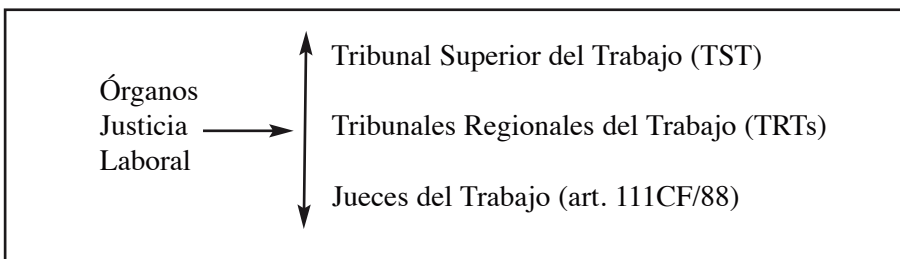 Órganos
Justicia
Laboral
Tribunal Superior del Trabajo (TST)
Tribunales Regionales del Trabajo (TRTs)
Jueces del Trabajo (art. 111CF/88)